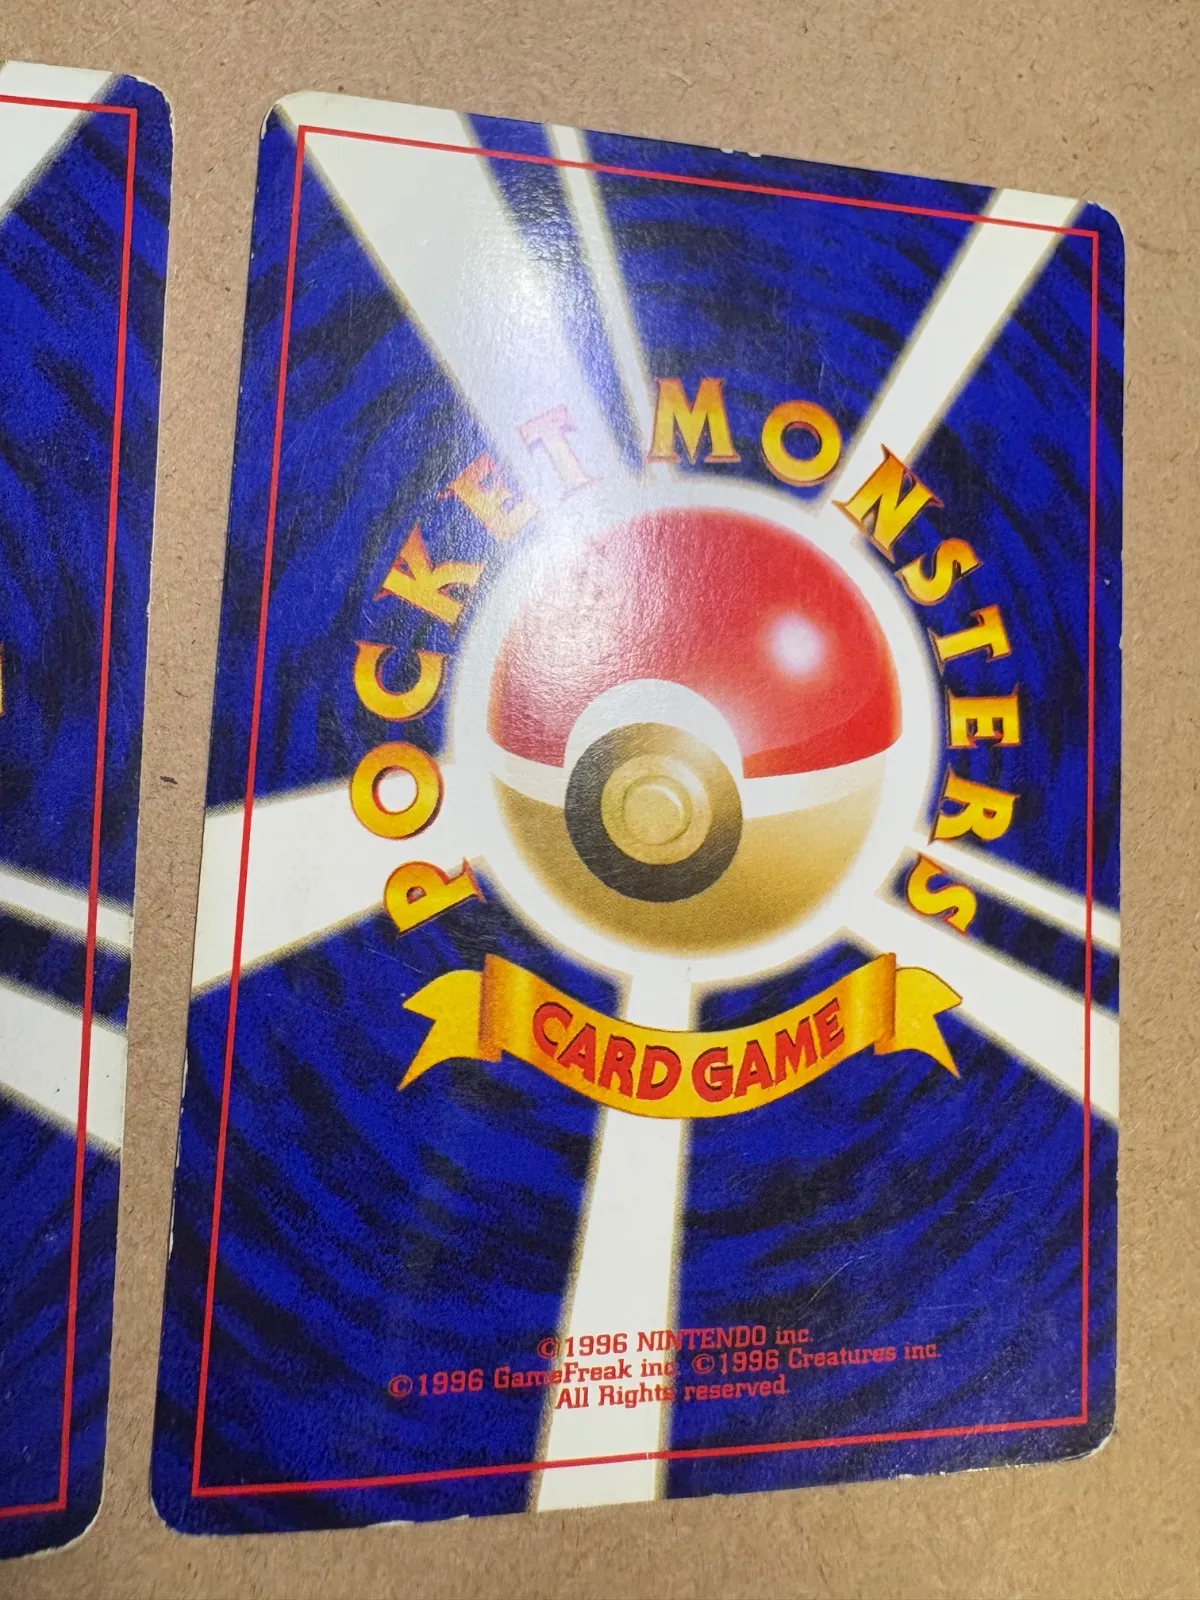 POCKET MONSTERS
CARD GAME
©1996 NINTENDO inc.
©1996 GameFreak inc. ©1996 Creatures inc.
All Rights reserved.